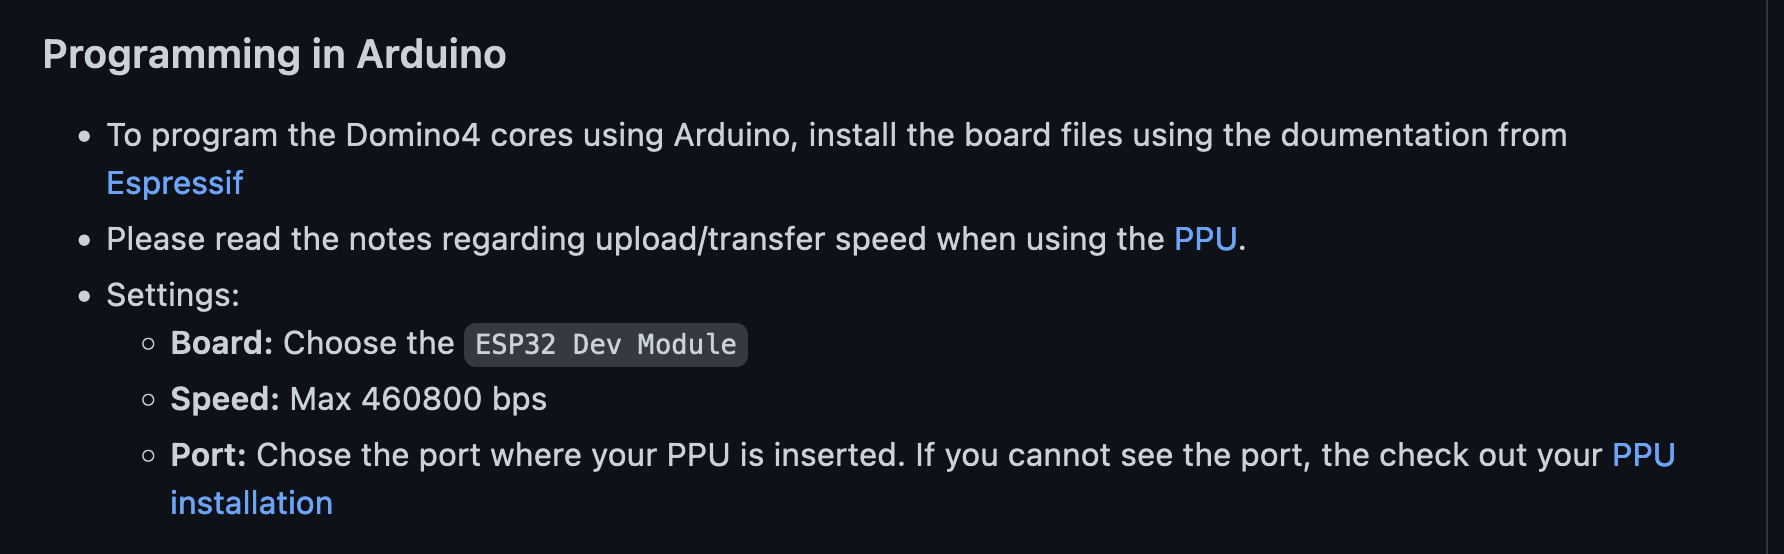 Programming in Arduino
• To program the Domino4 cores using Arduino, install the board files using the doumentation from
Espressif
• Please read the notes regarding upload/transfer speed when using the PPU.
• Settings:
◦ Board: Choose the ESP32 Dev Module
◦ Speed: Max 460800 bps
◦ Port: Chose the port where your PPU is inserted. If you cannot see the port, the check out your PPU
installation